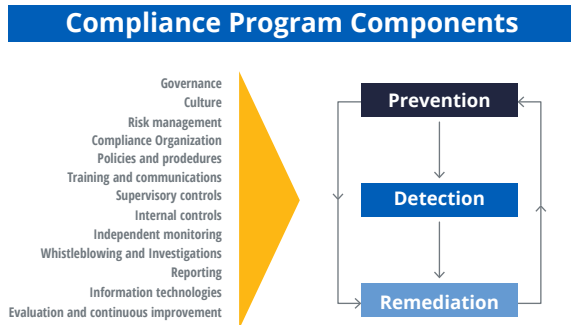 Compliance Program Components
Governance
Culture
Risk management
Compliance Organization
Policies and prodedures
Training and communications
Supervisory controls
Internal controls
Independent monitoring
Whistleblowing and Investigations
Reporting
Information technologies
Evaluation and continuous improvement
Prevention
Detection
Remediation